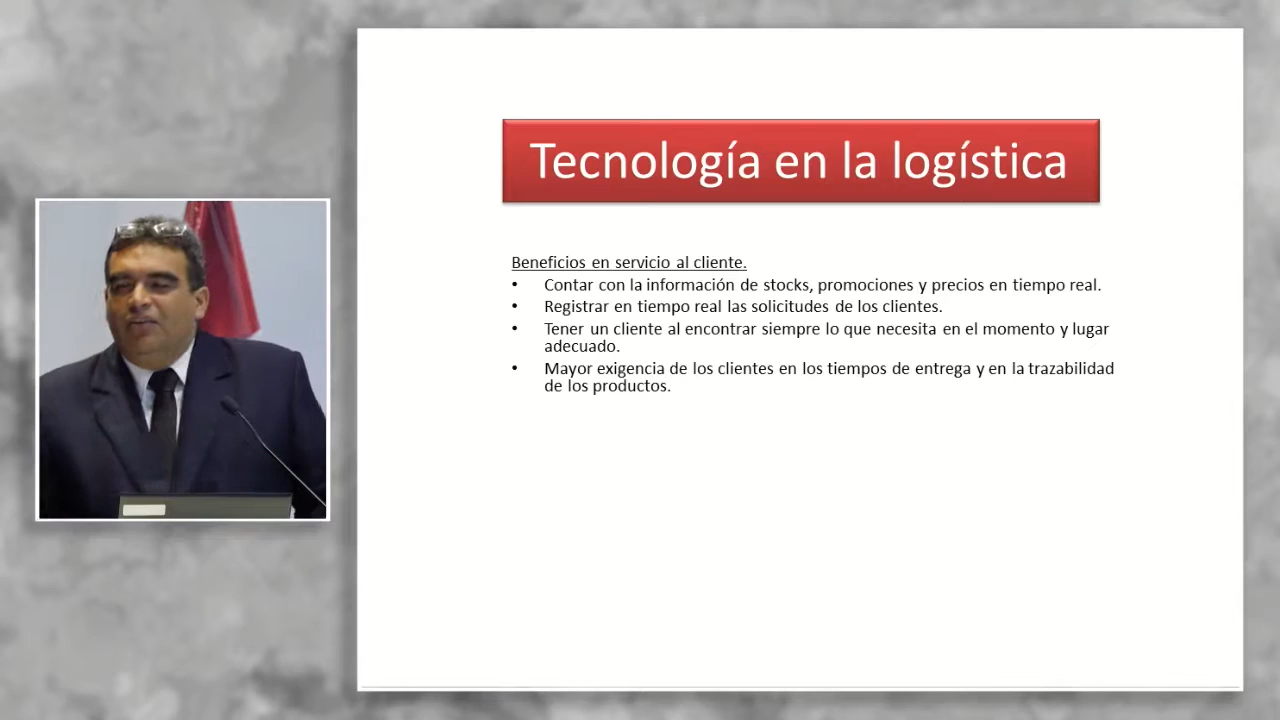 Tecnología en la logística
Beneficios en servicio al cliente.
• Contar con la información de stocks, promociones y precios en tiempo real.
• Registrar en tiempo real las solicitudes de los clientes.
• Tener un cliente al encontrar siempre lo que necesita en el momento y lugar
adecuado.
• Mayor exigencia de los clientes en los tiempos de entrega y en la trazabilidad
de los productos.